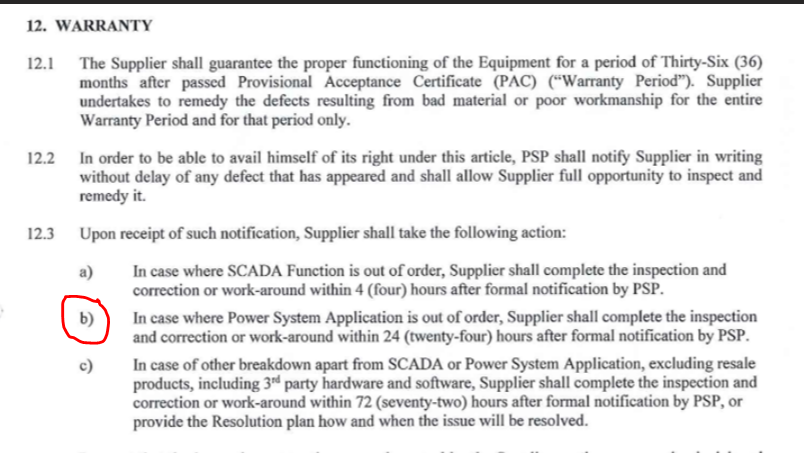 12. WARRANTY
12.1 The Supplier shall guarantee the proper functioning of the Equipment for a period of Thirty-Six (36)
months after passed Provisional Acceptance Certificate (PAC) (“Warranty Period”). Supplier
undertakes to remedy the defects resulting from bad material or poor workmanship for the entire
Warranty Period and for that period only.
12.2 In order to be able to avail himself of its right under this article, PSP shall notify Supplier in writing
without delay of any defect that has appeared and shall allow Supplier full opportunity to inspect and
remedy it.
12.3 Upon receipt of such notification, Supplier shall take the following action:
a) In case where SCADA Function is out of order, Supplier shall complete the inspection and
correction or work-around within 4 (four) hours after formal notification by PSP.
b) In case where Power System Application is out of order, Supplier shall complete the inspection
and correction or work-around within 24 (twenty-four) hours after formal notification by PSP.
c) In case of other breakdown apart from SCADA or Power System Application, excluding resale
products, including 3rd party hardware and software, Supplier shall complete the inspection and
correction or work-around within 72 (seventy-two) hours after formal notification by PSP, or
provide the Resolution plan how and when the issue will be resolved.